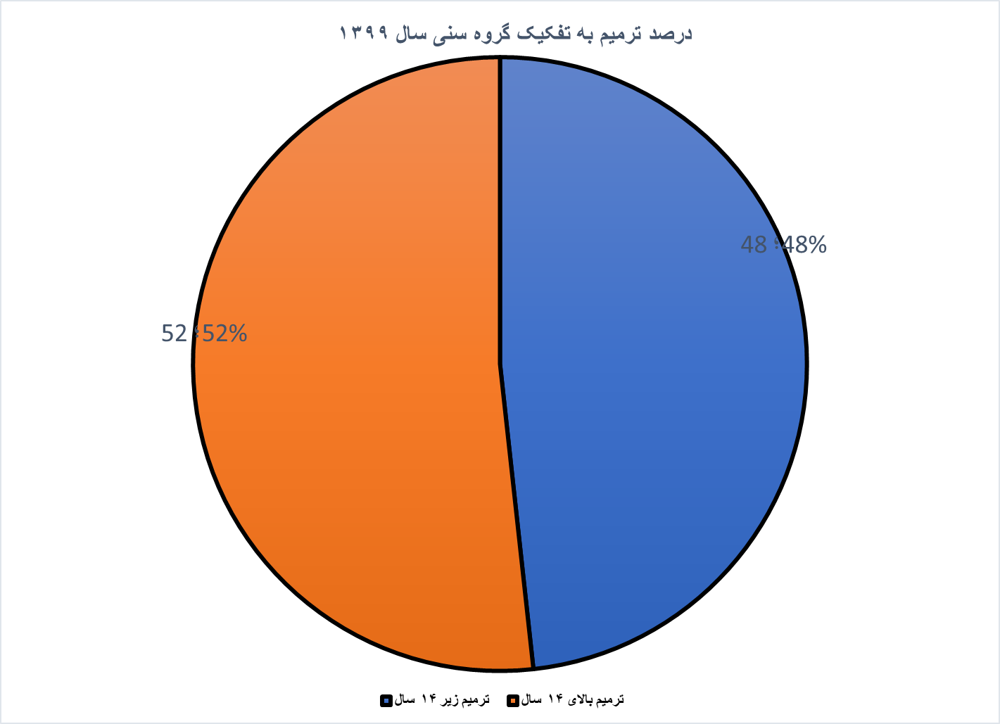 درصد ترمیم به تفکیک گروه سنی سال ۱۳۹۹
48 ؛48%
52 ؛52%
ترمیم زیر ۱۴ سال
ترمیم بالای ۱۴ سال